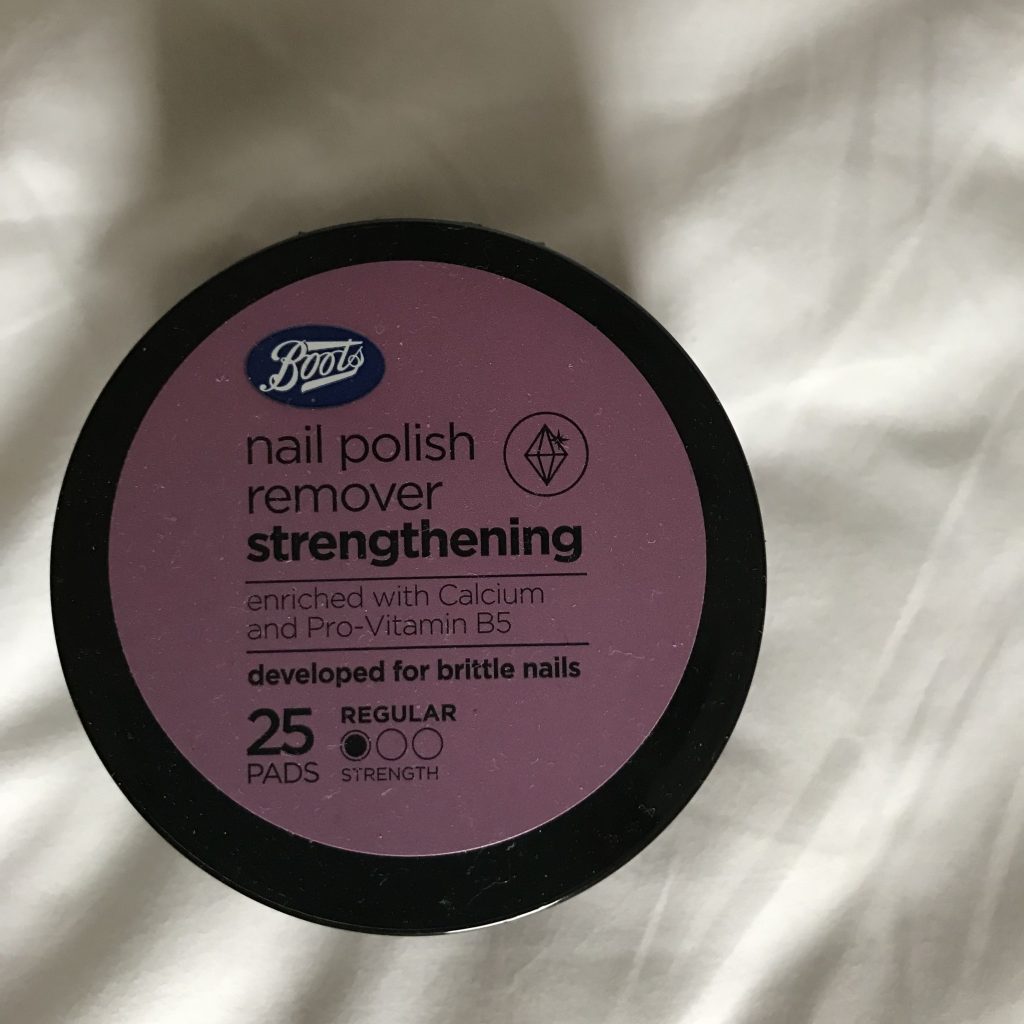 Boots
nail polish
remover
strengthening
enriched with Calcium
and Pro-Vitamin B5
developed for brittle nails
25
PADS
REGULAR
STRENGTH